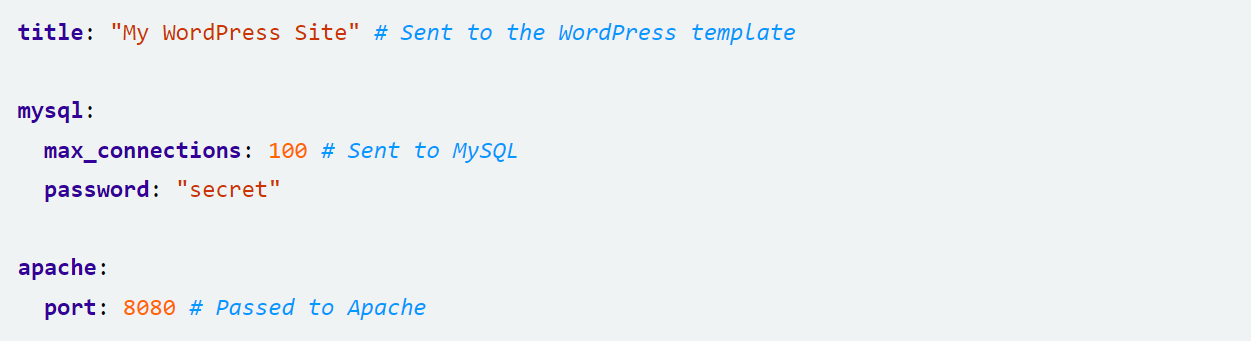 title: "My WordPress Site" # Sent to the WordPress template
mysql:
  max_connections: 100 # Sent to MySQL
  password: "secret"
apache:
  port: 8080 # Passed to Apache